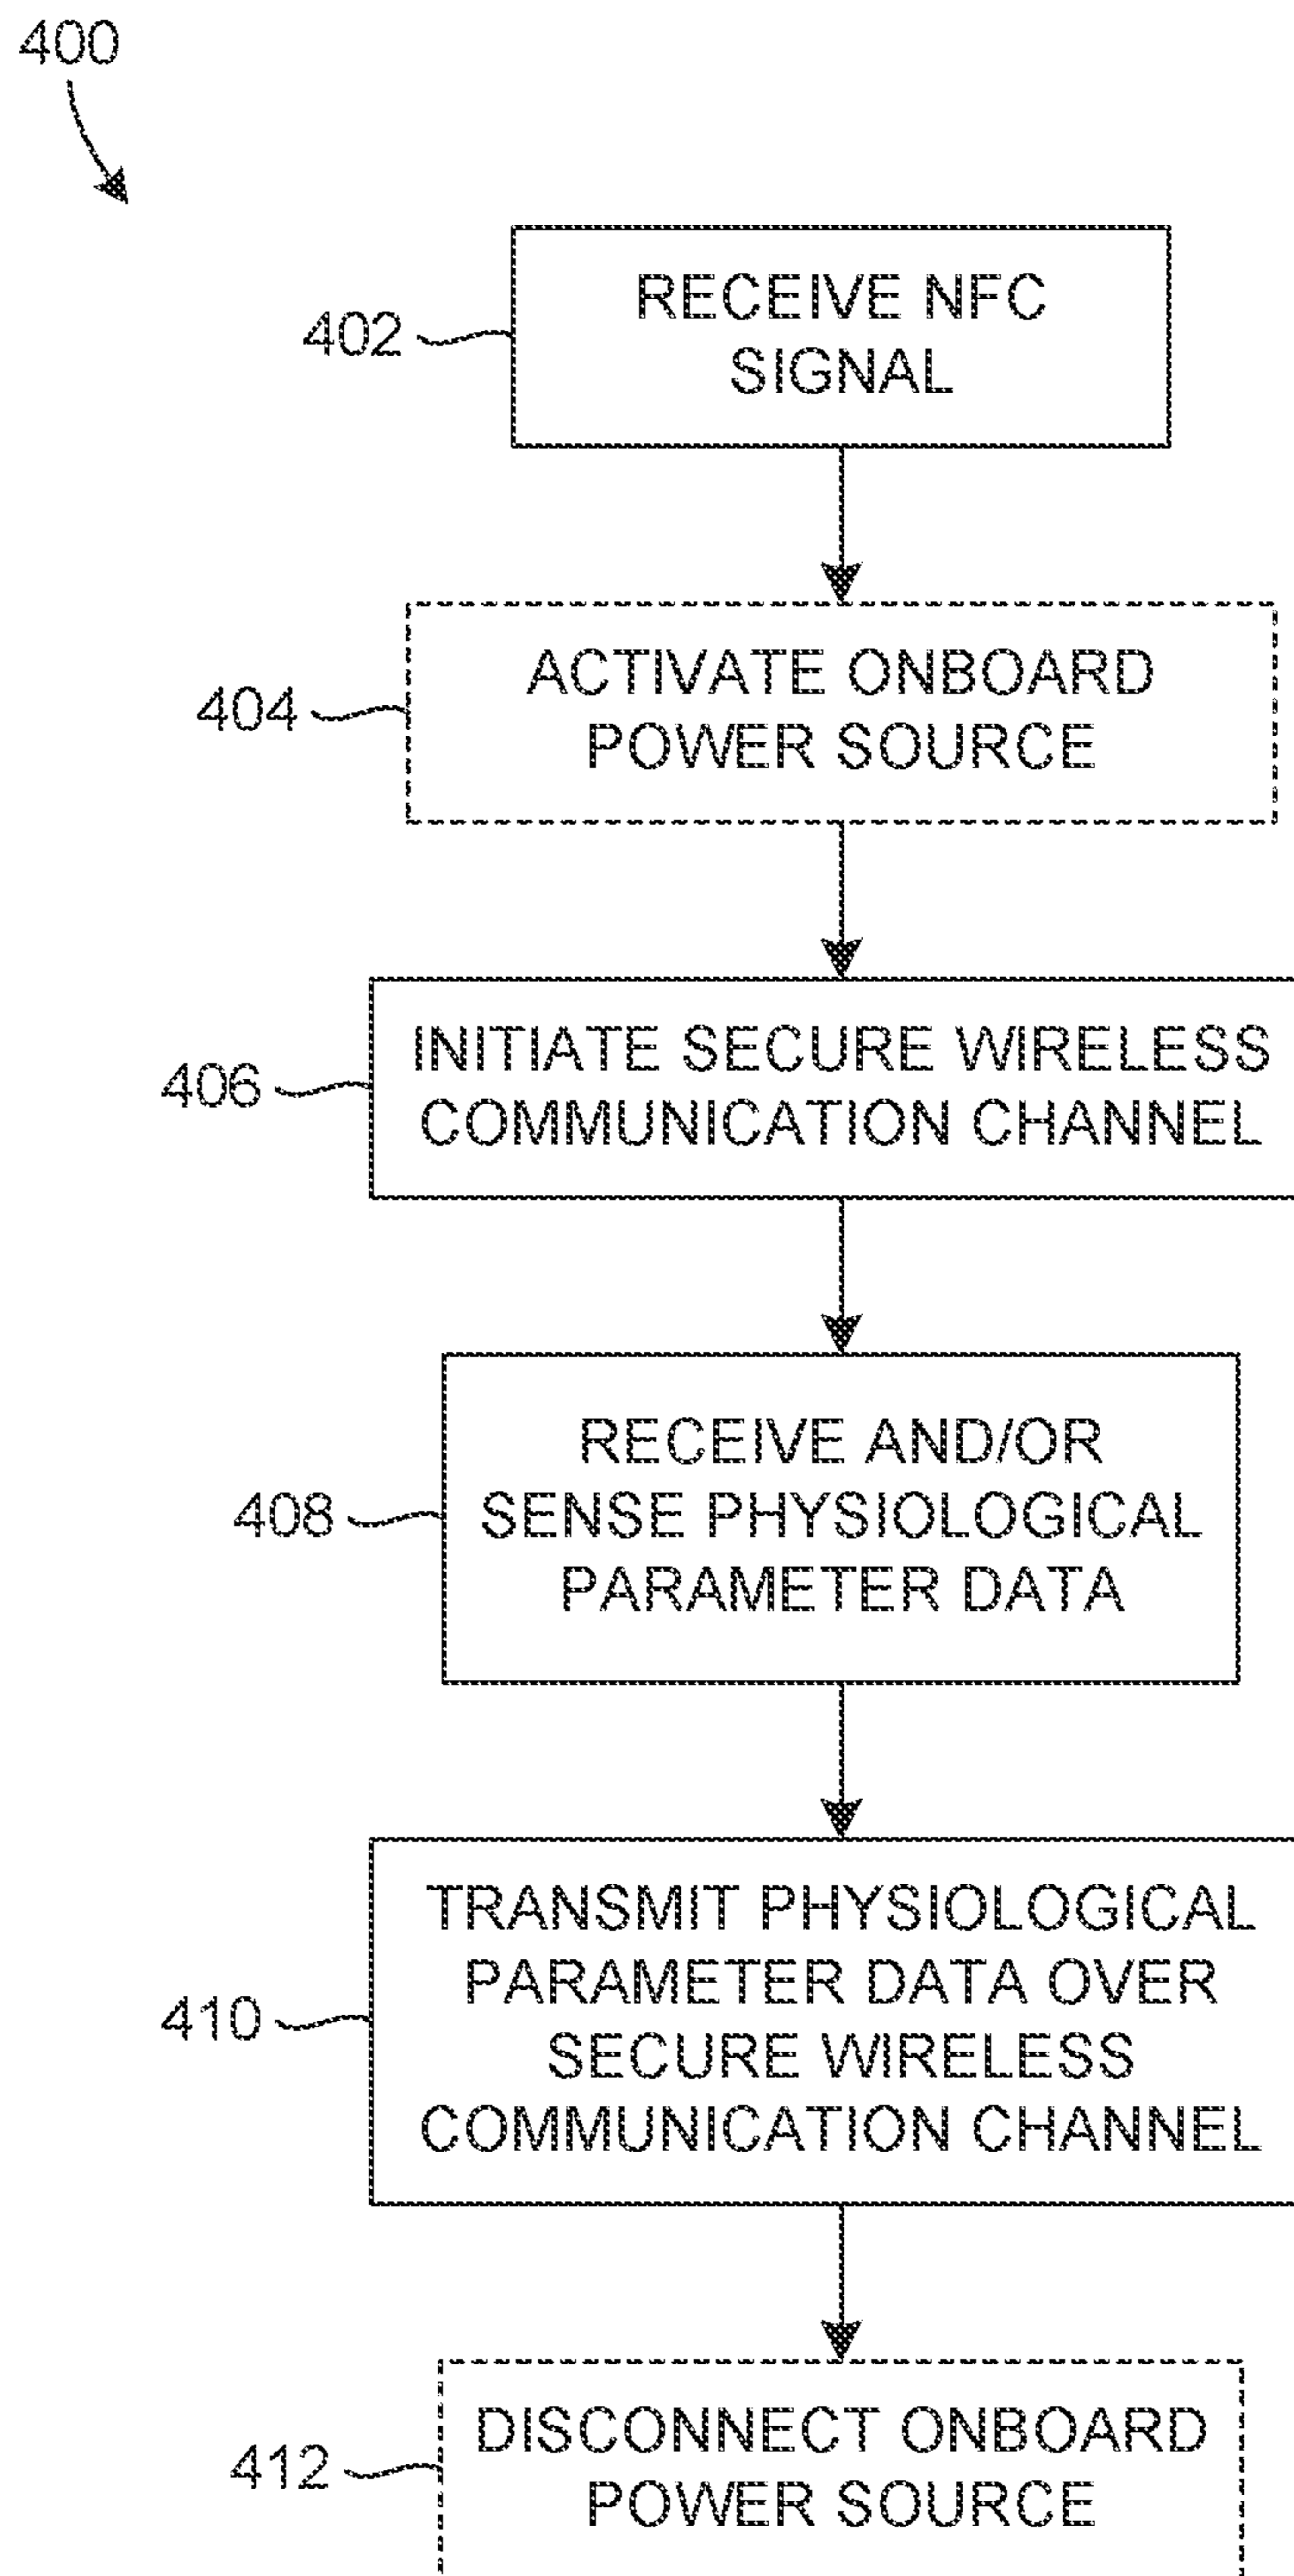 400
402
RECEIVE NFC
SIGNAL
404
ACTIVATE ONBOARD
POWER SOURCE
406
INITIATE SECURE WIRELESS
COMMUNICATION CHANNEL
408
RECEIVE AND/OR
SENSE PHYSIOLOGICAL
PARAMETER DATA
410
TRANSMIT PHYSIOLOGICAL
PARAMETER DATA OVER
SECURE WIRELESS
COMMUNICATION CHANNEL
412
DISCONNECT ONBOARD
POWER SOURCE